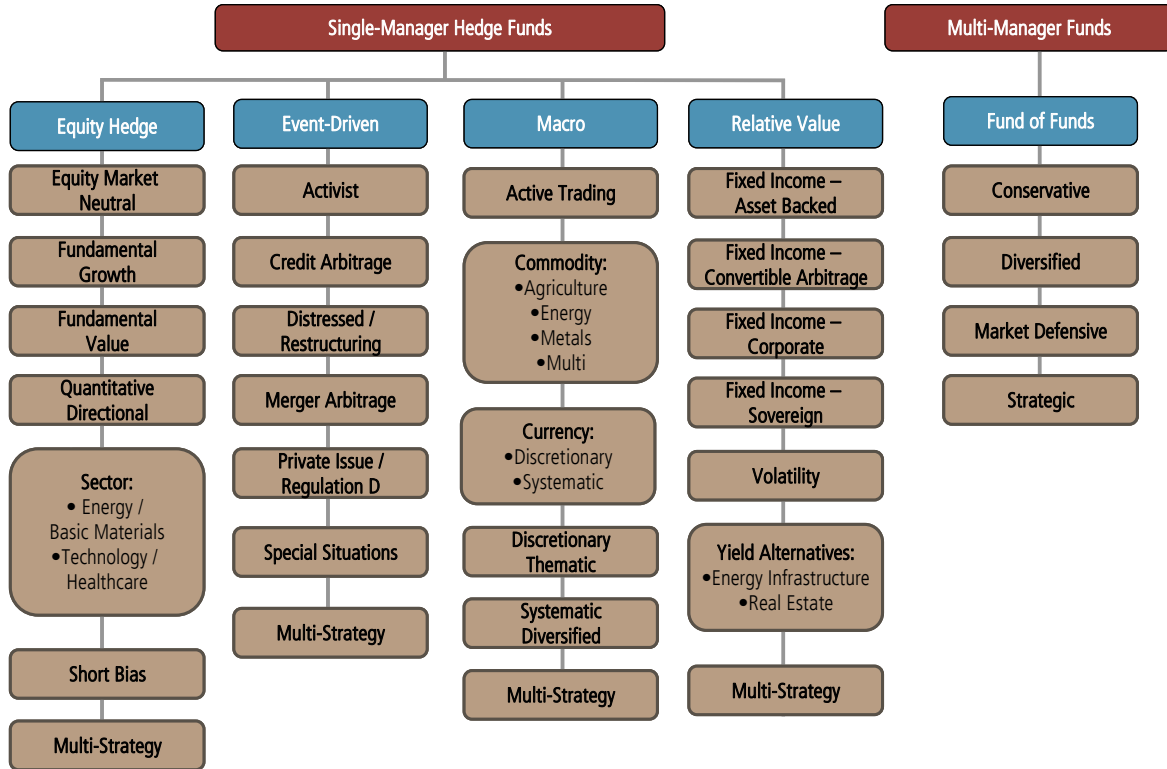 Single-Manager Hedge Funds
Multi-Manager Funds
Equity Hedge
Equity Market
Neutral
Fundamental
Growth
Fundamental
Value
Quantitative
Directional
Sector:
• Energy /
Basic Materials
•Technology /
Healthcare
Short Bias
Multi-Strategy
Event-Driven
Activist
Credit Arbitrage
Distressed /
Restructuring
Merger Arbitrage
Private Issue /
Regulation D
Special Situations
Multi-Strategy
Macro
Active Trading
Commodity:
•Agriculture
•Energy
•Metals
•Multi
Currency:
•Discretionary
•Systematic
Discretionary
Thematic
Systematic
Diversified
Multi-Strategy
Relative Value
Fixed Income –
Asset Backed
Fixed Income –
Convertible Arbitrage
Fixed Income –
Corporate
Fixed Income –
Sovereign
Volatility
Yield Alternatives:
•Energy Infrastructure
•Real Estate
Multi-Strategy
Fund of Funds
Conservative
Diversified
Market Defensive
Strategic